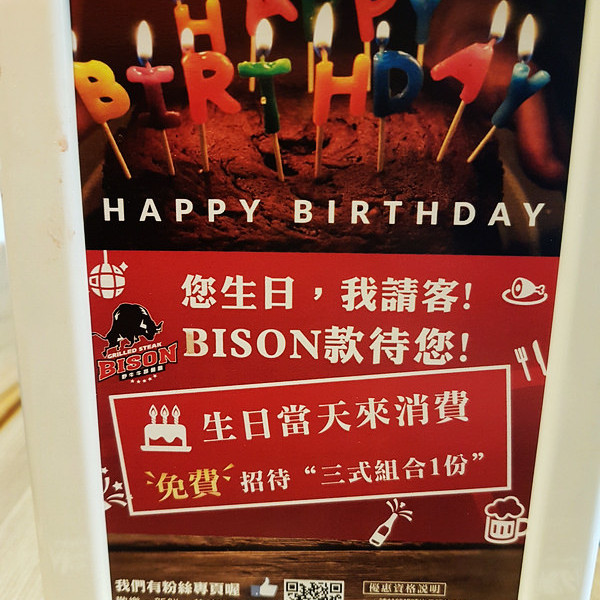 HAPPY
BIRTHDAY
HAPPY BIRTHDAY
您生日，我請客!
BISON款待您!
GRILLED STEAK
BISON
生日當天來消費
免費 招待“三式組合1份”
我們有粉絲專頁喔
優惠資格說明